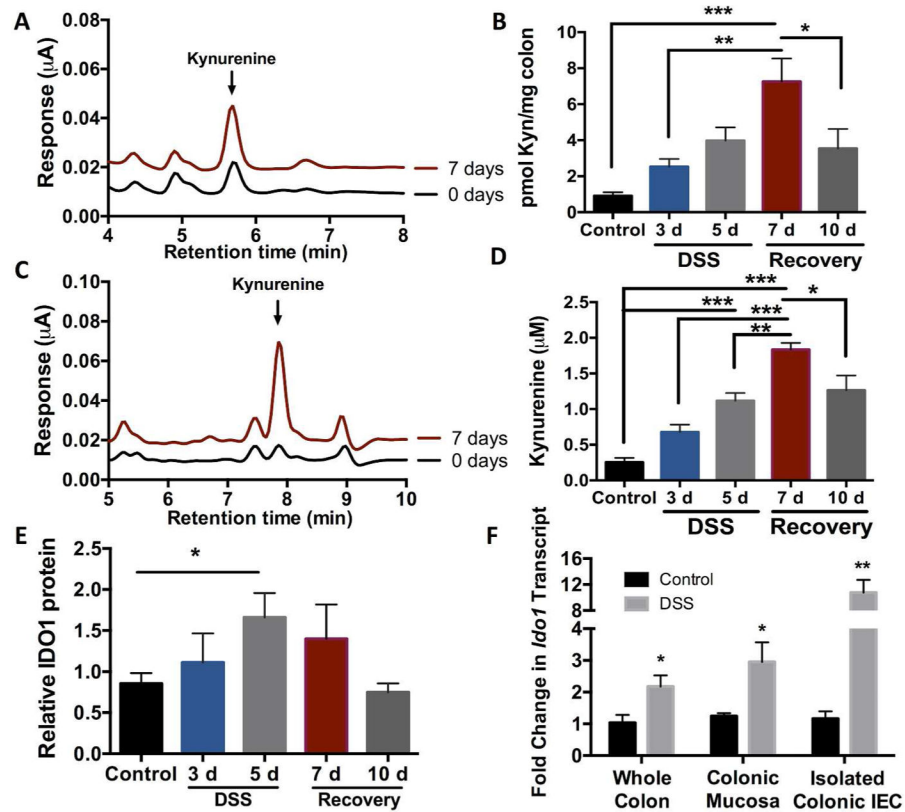 A
Response (µA)
0.08
0.06
0.04
0.02
0.00
Kynurenine
7 days
0 days
4 5 6 7 8
Retention time (min)
B
pmol Kyn/mg colon
10
8
6
4
2
0
***
**
*
Control 3 d 5 d 7 d 10 d
DSS Recovery
C
Response (µA)
0.10
0.08
0.06
0.04
0.02
0.00
Kynurenine
7 days
0 days
5 6 7 8 9 10
Retention time (min)
D
Kynurenine (µM)
2.5
2.0
1.5
1.0
0.5
0.0
***
***
*
***
**
Control 3 d 5 d 7 d 10 d
DSS Recovery
E
Relative IDO1 protein
2.5
2.0
1.5
1.0
0.5
0.0
*
Control 3 d 5 d 7 d 10 d
DSS Recovery
F
Fold Change in Ido1 Transcript
16
12
8
4
3
2
1
0
Control
DSS
*
*
**
Whole
Colon
Colonic
Mucosa
Isolated
Colonic IEC